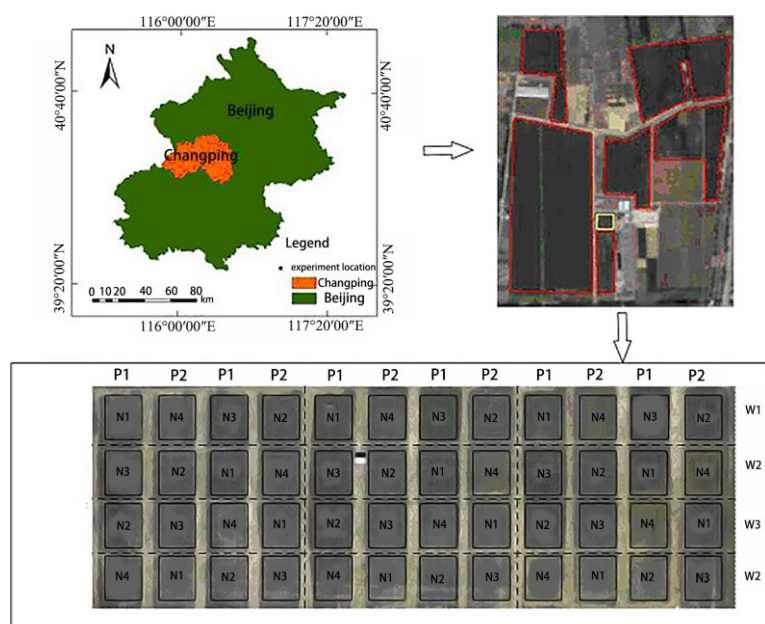 116°00′00″E 117°20′00″E
N
40°40′00″N 40°40′00″N
Beijing
Changping
Legend
experiment location
Changping
Beijing
39°20′00″N 39°20′00″N
0 10 20 40 60 80
km
116°00′00″E 117°20′00″E
P1 P2 P1 P2 P1 P2 P1 P2 P1 P2 P1 P2
N1 N4 N3 N2 N1 N4 N3 N2 N1 N4 N3 N2 W1
N3 N2 N1 N4 N3 N2 N1 N4 N3 N2 N1 N4 W2
N2 N3 N4 N1 N2 N3 N4 N1 N2 N3 N4 N1 W3
N4 N1 N2 N3 N4 N1 N2 N3 N4 N1 N2 N3 W2